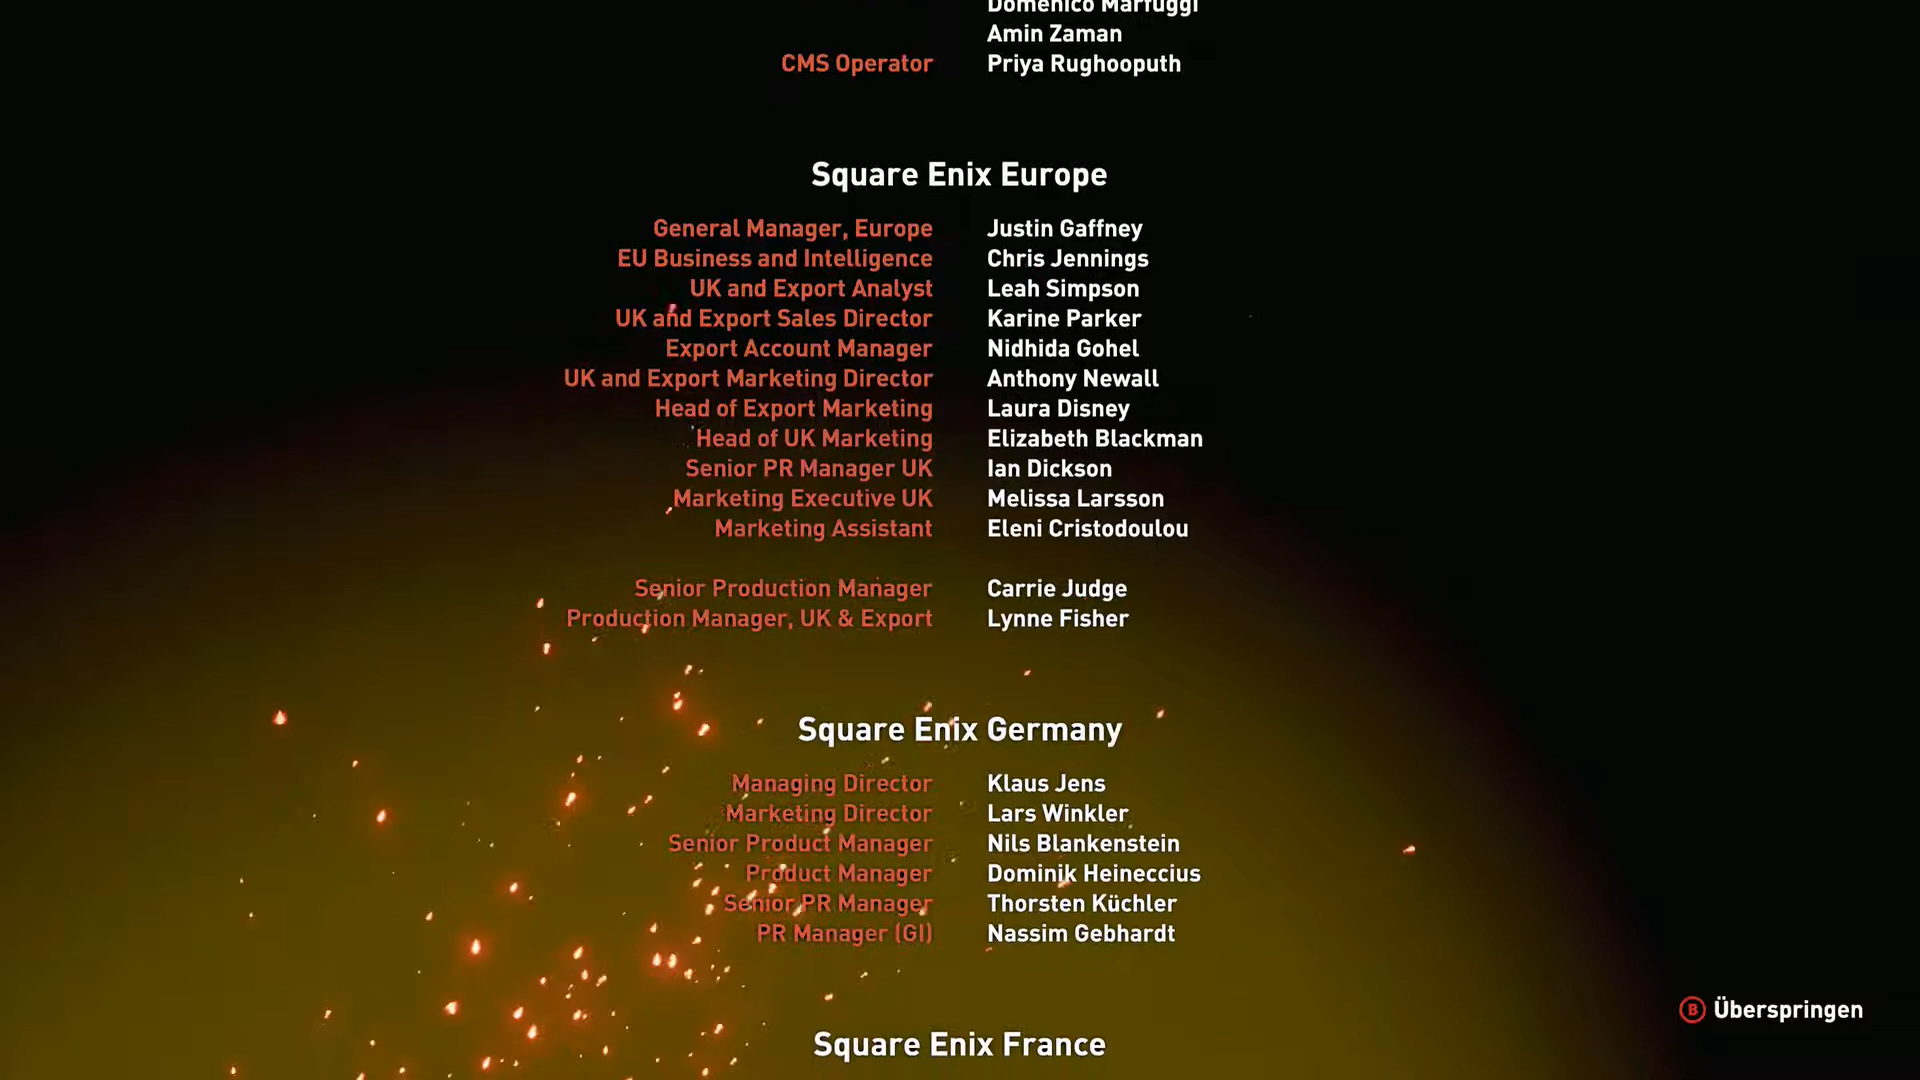 Domenico Marfuggi
Amin Zaman
CMS Operator Priya Rughooputh
Square Enix Europe
General Manager, Europe Justin Gaffney
EU Business and Intelligence Chris Jennings
UK and Export Analyst Leah Simpson
UK and Export Sales Director Karine Parker
Export Account Manager Nidhida Gohel
UK and Export Marketing Director Anthony Newall
Head of Export Marketing Laura Disney
Head of UK Marketing Elizabeth Blackman
Senior PR Manager UK Ian Dickson
Marketing Executive UK Melissa Larsson
Marketing Assistant Eleni Cristodoulou
Senior Production Manager Carrie Judge
Production Manager, UK & Export Lynne Fisher
Square Enix Germany
Managing Director Klaus Jens
Marketing Director Lars Winkler
Senior Product Manager Nils Blankenstein
Product Manager Dominik Heineccius
Senior PR Manager Thorsten Küchler
PR Manager (GI) Nassim Gebhardt
B Überspringen
Square Enix France